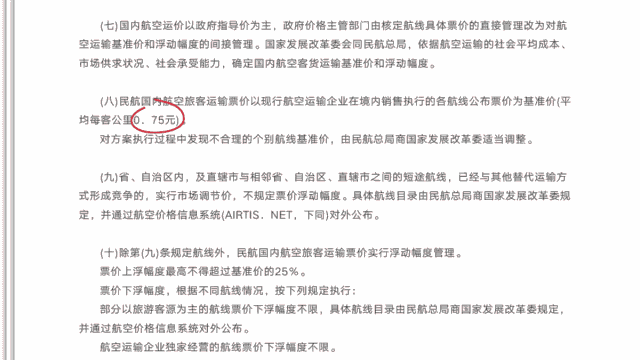 (七)国内航空运价以政府指导价为主，政府价格主管部门由核定航线具体票价的直接管理改为对航
空运输基准价和浮动幅度的间接管理。国家发展改革委会同民航总局，依据航空运输的社会平均成本、
市场供求状况、社会承受能力，确定国内航空客货运输基准价和浮动幅度。
(八)民航国内航空旅客运输票价以现行航空运输企业在境内销售执行的各航线公布票价为基准价(平
均每客公里0．75元)。
对方案执行过程中发现不合理的个别航线基准价，由民航总局商国家发展改革委适当调整。
(九)省、自治区内，及直辖市与相邻省、自治区、直辖市之间的短途航线，已经与其他替代运输方
式形成竞争的，实行市场调节价，不规定票价浮动幅度。具体航线目录由民航总局商国家发展改革委规
定，并通过航空价格信息系统(AIRTIS．NET，下同)对外公布。
(十)除第(九)条规定航线外，民航国内航空旅客运输票价实行浮动幅度管理。
票价上浮幅度最高不得超过基准价的25%。
票价下浮幅度，根据不同航线情况，按下列规定执行：
部分以旅游客源为主的航线票价下浮幅度不限，具体航线目录由民航总局商国家发展改革委规定，
并通过航空价格信息系统对外公布。
航空运输企业独家经营的航线票价下浮幅度不限。